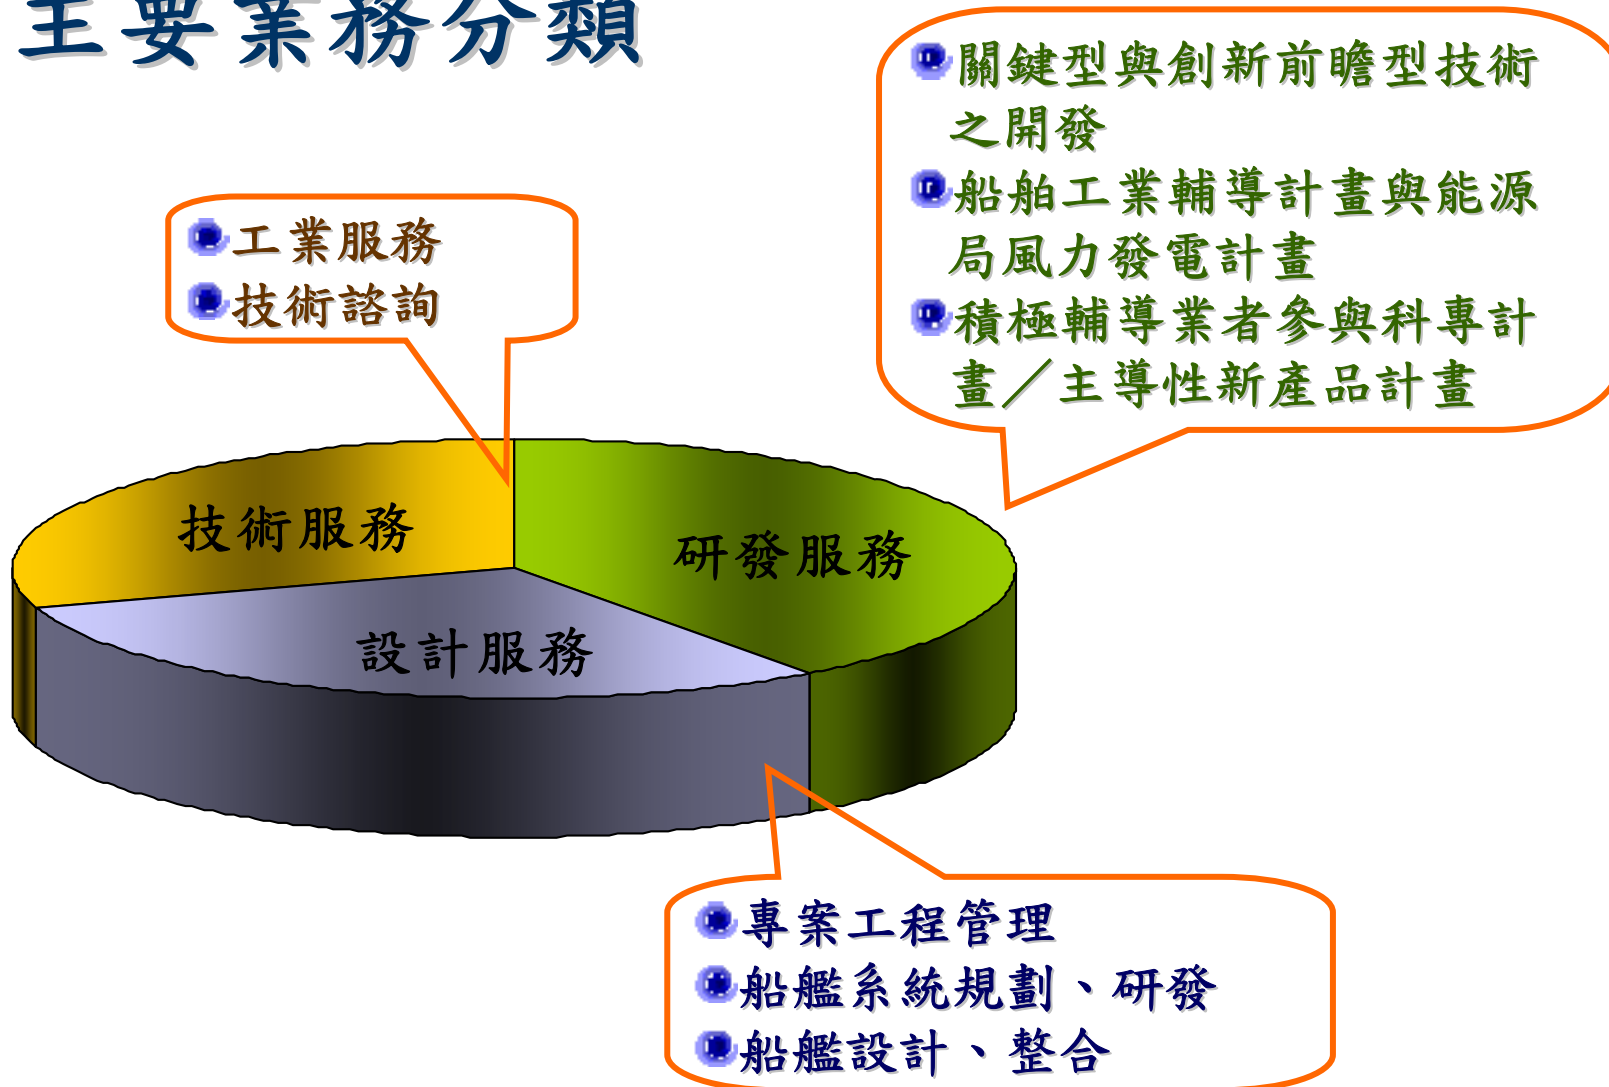 主要業務分類
關鍵型與創新前瞻型技術
之開發
船舶工業輔導計畫與能源
局風力發電計畫
積極輔導業者參與科專計
畫／主導性新產品計畫
工業服務
技術諮詢
技術服務
研發服務
設計服務
專案工程管理
船艦系統規劃、研發
船艦設計、整合